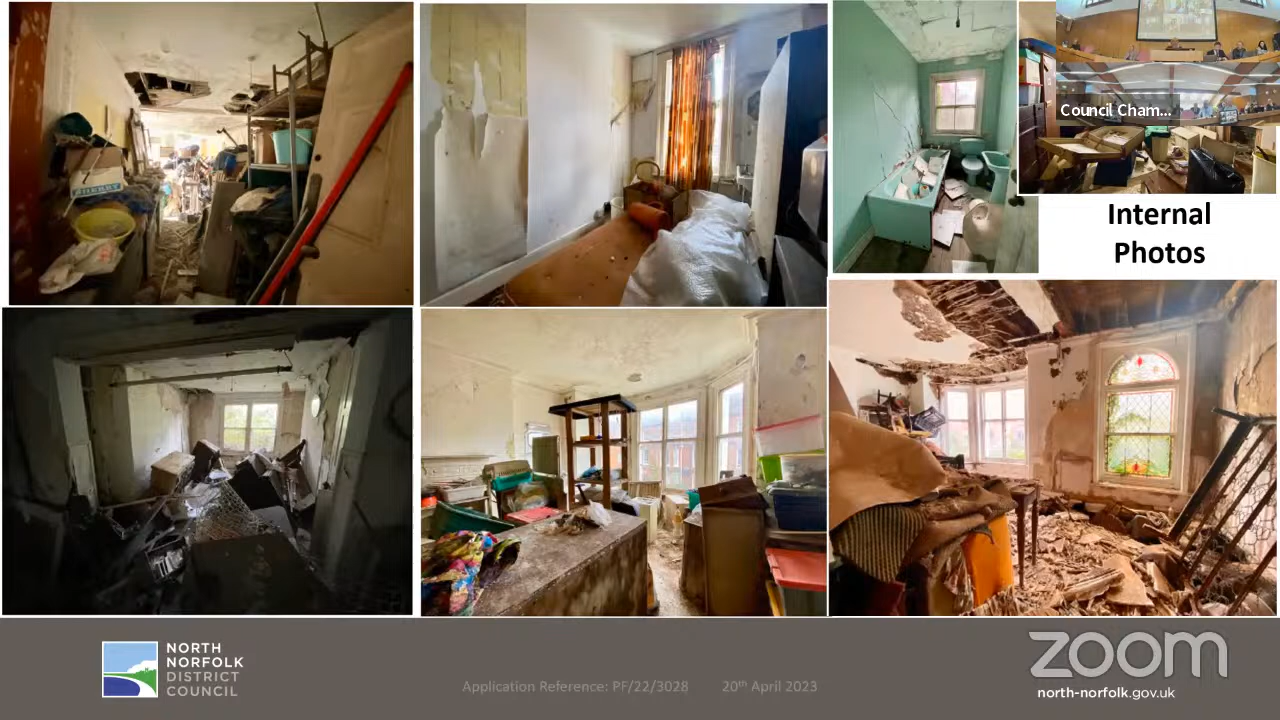 Council Cham...
Internal
Photos
NORTH
NORFOLK
DISTRICT
COUNCIL
Application Reference: PF/22/3028
20th April 2023
zoom
north-norfolk.gov.uk